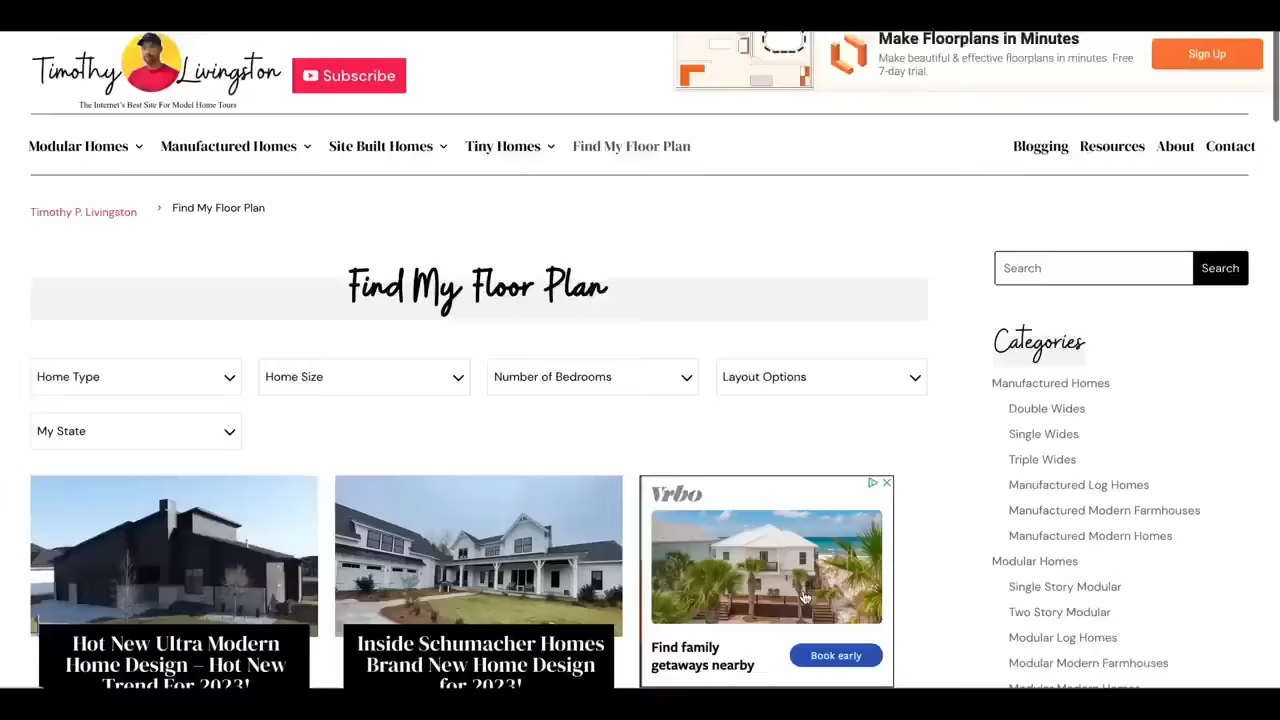 Timothy Livingston
The Internet's Best Site For Model Home Tours
Subscribe
Make Floorplans in Minutes
Make beautiful & effective floorplans in minutes. Free
7-day trial.
Sign Up
Modular Homes
Manufactured Homes
Site Built Homes
Tiny Homes
Find My Floor Plan
Blogging
Resources
About
Contact
Timothy P. Livingston
> Find My Floor Plan
Find My Floor Plan
Search
Search
Home Type
Home Size
Number of Bedrooms
Layout Options
My State
Categories
Manufactured Homes
Double Wides
Single Wides
Triple Wides
Manufactured Log Homes
Manufactured Modern Farmhouses
Manufactured Modern Homes
Modular Homes
Single Story Modular
Two Story Modular
Modular Log Homes
Modular Modern Farmhouses
Modular Modern Homes
Hot New Ultra Modern
Home Design – Hot New
Trend For 2023!
Inside Schumacher Homes
Brand New Home Design
for 2023!
Vrbo
Find family
getaways nearby
Book early